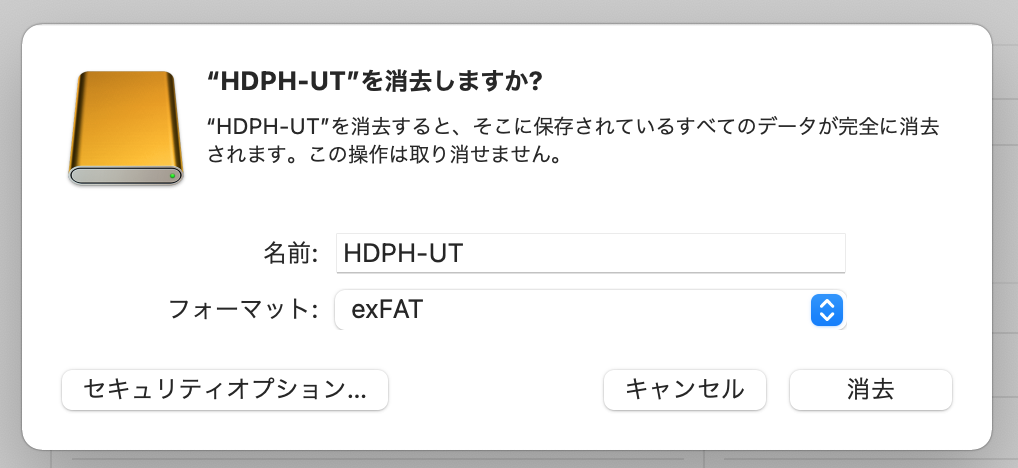 “HDPH-UT”を消去しますか?
“HDPH-UT”を消去すると、そこに保存されているすべてのデータが完全に消去
されます。この操作は取り消せません。
名前: HDPH-UT
フォーマット: exFAT
セキュリティオプション... キャンセル 消去